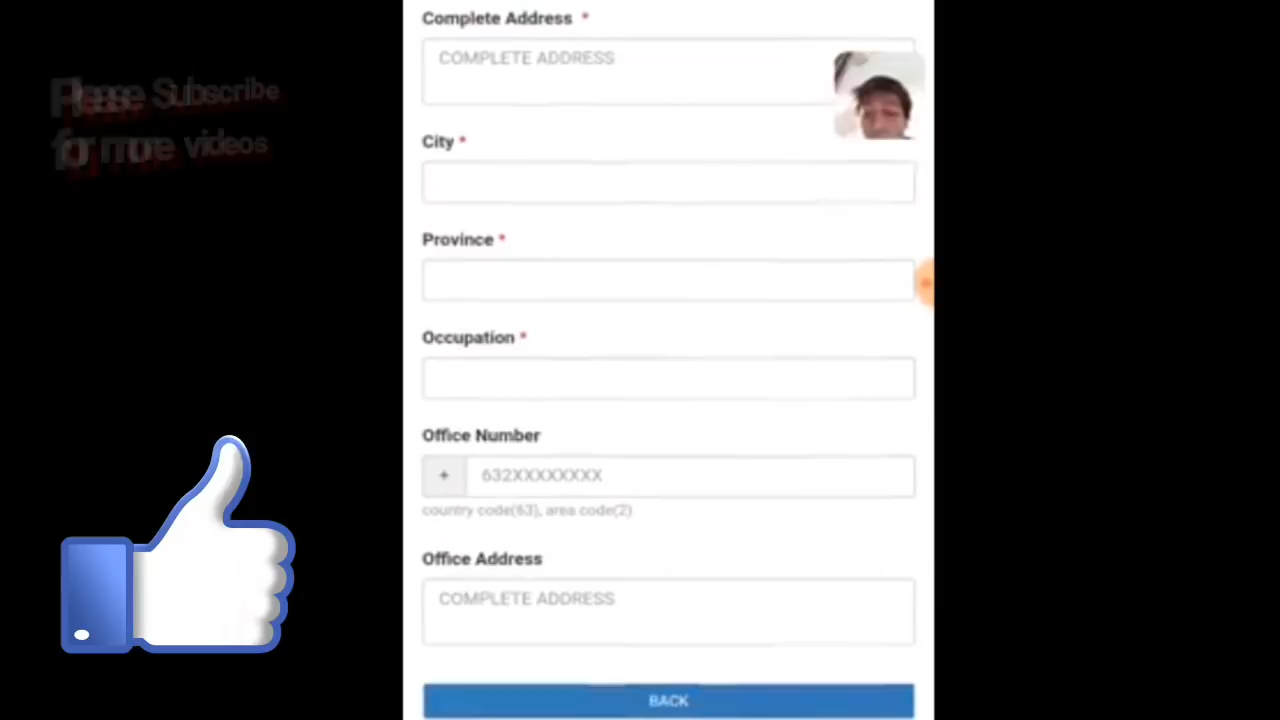 Please Subscribe
for more videos
Complete Address *
COMPLETE ADDRESS
City *
Province *
Occupation *
Office Number
+ 632XXXXXXXX
country code(63), area code(2)
Office Address
COMPLETE ADDRESS
BACK